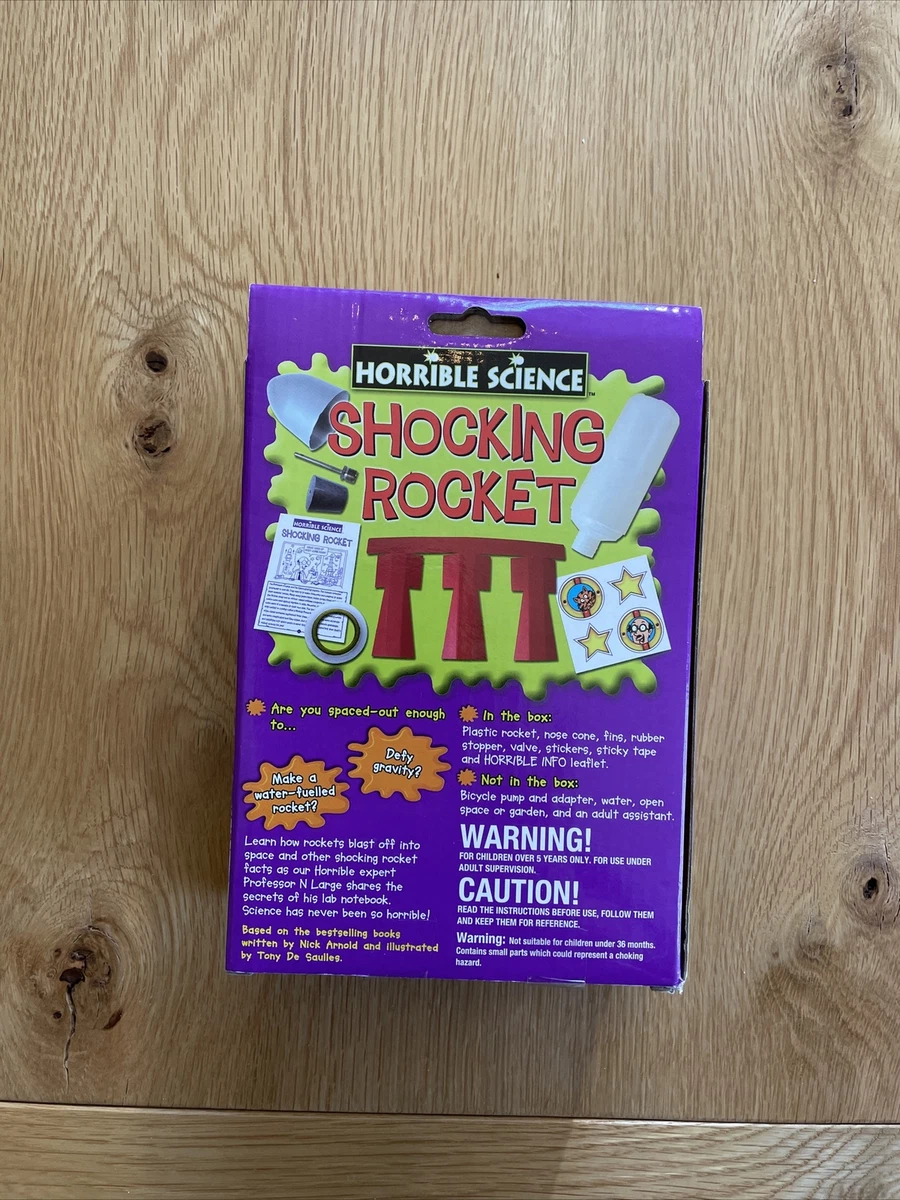 HORRIBLE SCIENCE™
SHOCKING
ROCKET
HORRIBLE SCIENCE
SHOCKING ROCKET
Are you spaced-out enough
to...
Defy
gravity?
Make a
water-fuelled
rocket?
Learn how rockets blast off into
space and other shocking rocket
facts as our Horrible expert
Professor N Large shares the
secrets of his lab notebook.
Science has never been so horrible!
Based on the bestselling books
written by Nick Arnold and illustrated
by Tony De Saulles.
In the box:
Plastic rocket, nose cone, fins, rubber
stopper, valve, stickers, sticky tape
and HORRIBLE INFO leaflet.
Not in the box:
Bicycle pump and adapter, water, open
space or garden, and an adult assistant.
WARNING!
FOR CHILDREN OVER 5 YEARS ONLY. FOR USE UNDER
ADULT SUPERVISION.
CAUTION!
READ THE INSTRUCTIONS BEFORE USE, FOLLOW THEM
AND KEEP THEM FOR REFERENCE.
Warning: Not suitable for children under 36 months.
Contains small parts which could represent a choking
hazard.